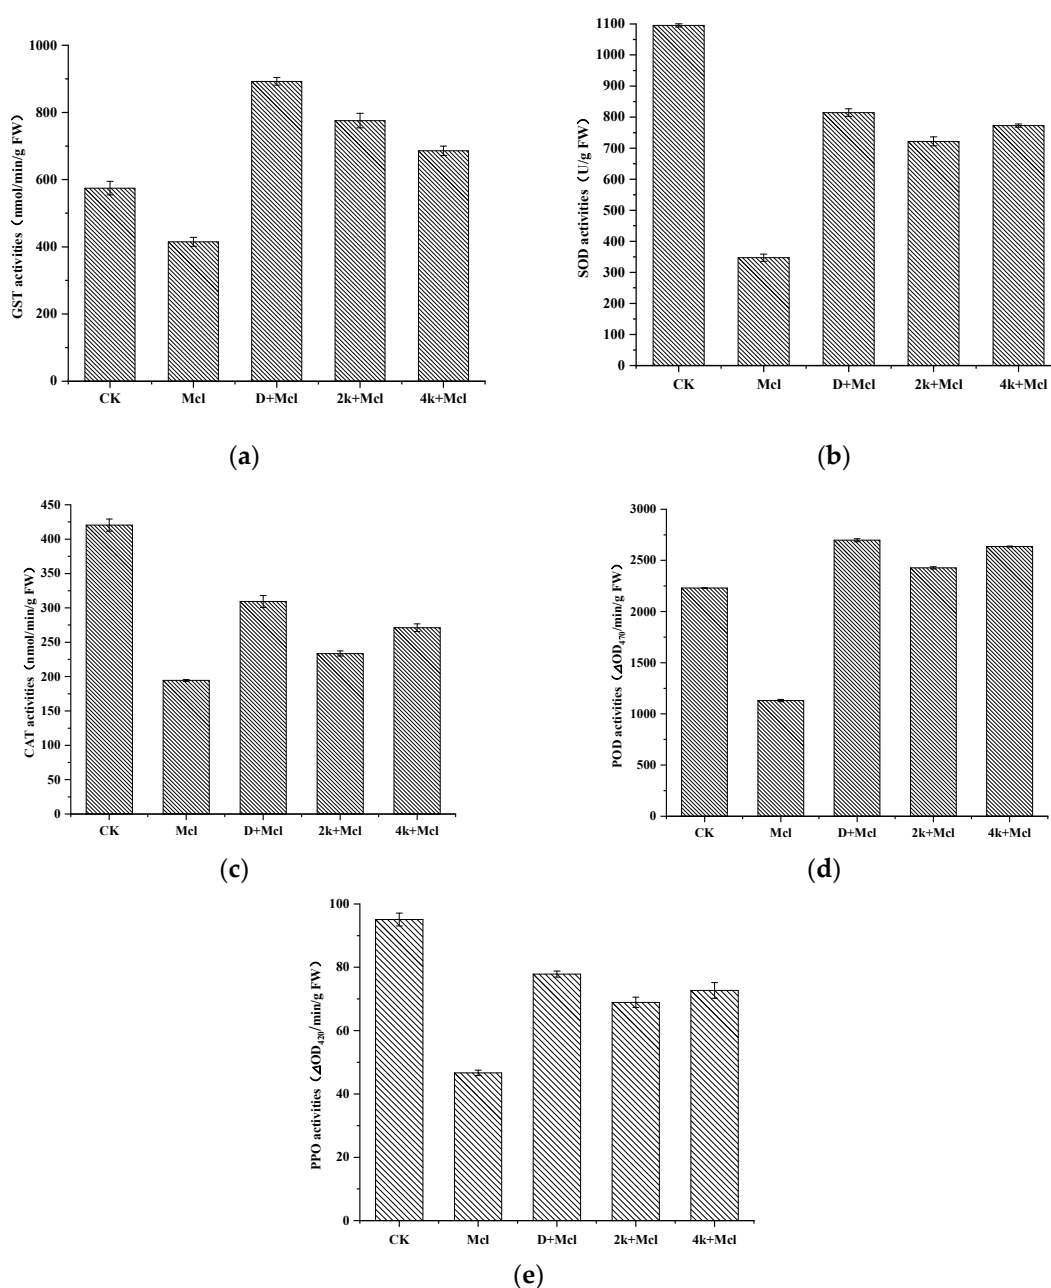 1000
800
600
400
200
0
GST activities（nmol/min/g FW）
CK Mcl D+Mcl 2k+Mcl 4k+Mcl
(a)
1100
1000
900
800
700
600
500
400
300
200
100
0
SOD activities（U/g FW）
CK Mcl D+Mcl 2k+Mcl 4k+Mcl
(b)
450
400
350
300
250
200
150
100
50
0
CAT activities（nmol/min/g FW）
CK Mcl D+Mcl 2k+Mcl 4k+Mcl
(c)
3000
2500
2000
1500
1000
500
0
POD activities（ΔOD470/min/g FW）
CK Mcl D+Mcl 2k+Mcl 4k+Mcl
(d)
100
80
60
40
20
0
PPO activities（ΔOD420/min/g FW）
CK Mcl D+Mcl 2k+Mcl 4k+Mcl
(e)